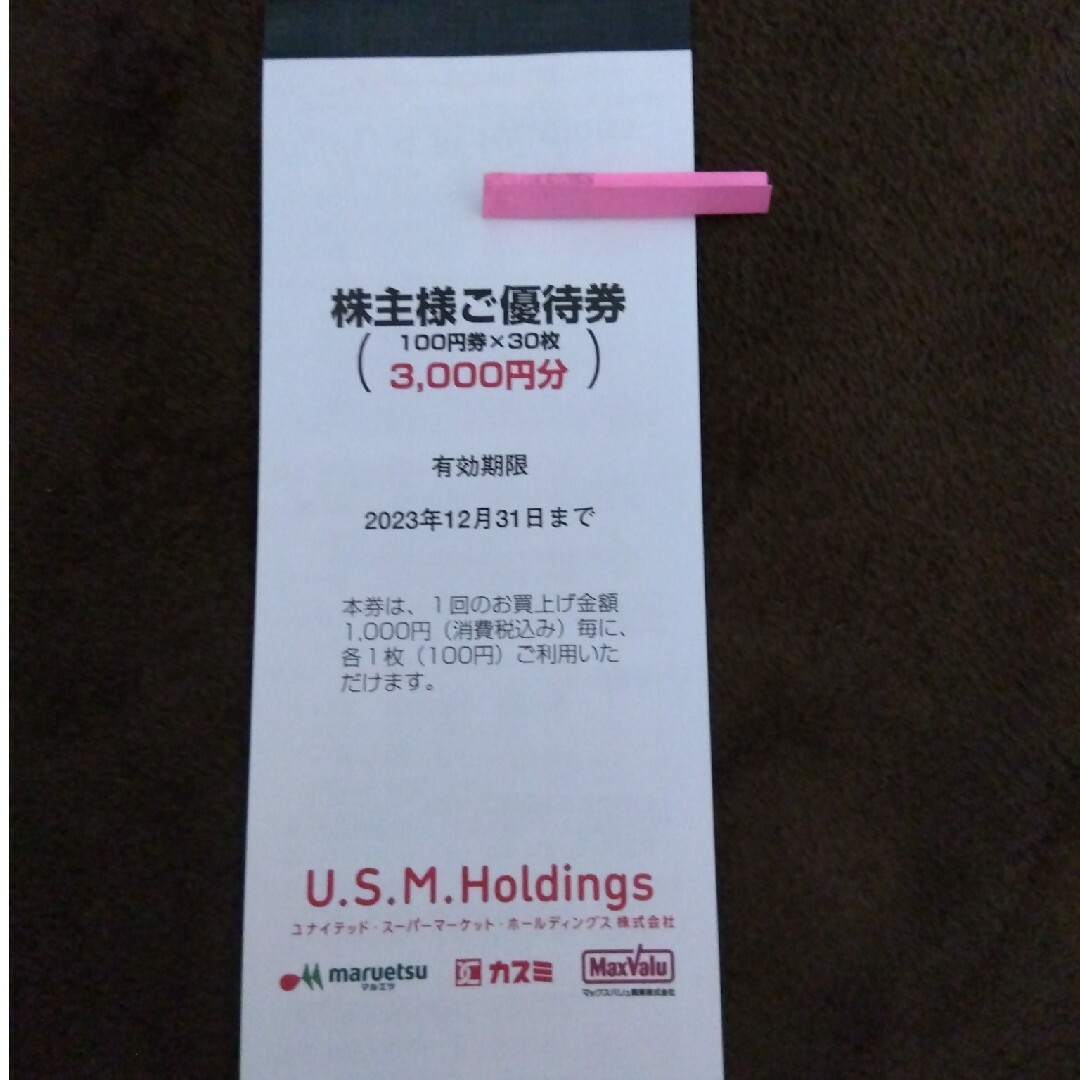 株主様ご優待券
(100円券×30枚
3,000円分)
有効期限
2023年12月31日まで
本券は、1回のお買上げ金額
1,000円(消費税込み)毎に、
各1枚(100円)ご利用いた
だけます。
U.S.M.Holdings
ユナイテッド・スーパーマーケット・ホールディングス 株式会社
maruetsu カスミ MaxValu
マルエツ マックスバリュ関東株式会社